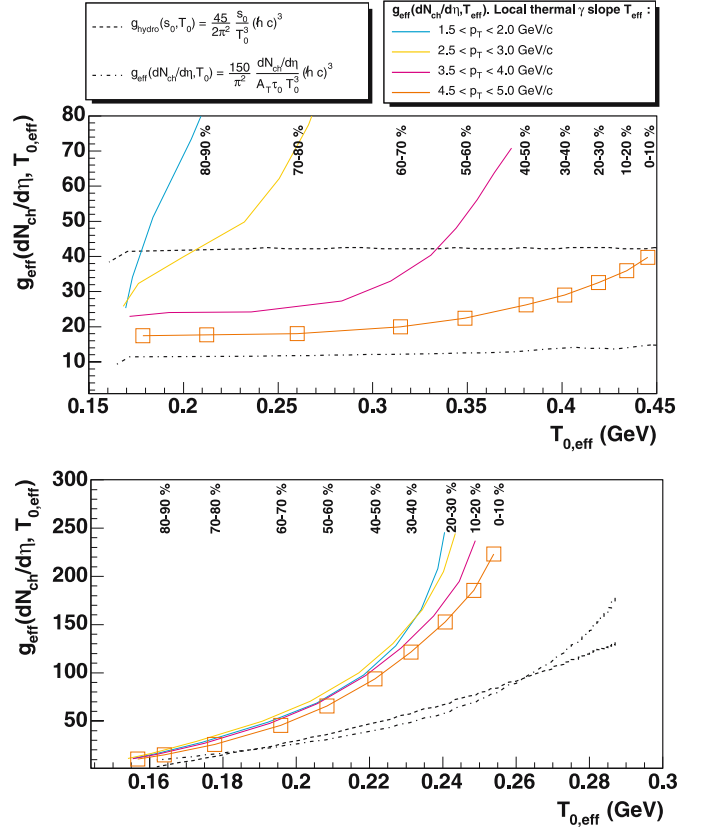 g_hydro(s_0,T_0) = 45/2π² s_0/T_0³ (ħ c)³
g_eff(dN_ch/dη,T_0) = 150/π² dN_ch/dη/A_T τ_0 T_0³ (ħ c)³
g_eff(dN_ch/dη,T_eff). Local thermal γ slope T_eff :
1.5 < p_T < 2.0 GeV/c
2.5 < p_T < 3.0 GeV/c
3.5 < p_T < 4.0 GeV/c
4.5 < p_T < 5.0 GeV/c
g_eff(dN_ch/dη, T_0,eff)
80
70
60
50
40
30
20
10
80-90 %
70-80 %
60-70 %
50-60 %
40-50 %
30-40 %
20-30 %
10-20 %
0-10 %
0.15 0.2 0.25 0.3 0.35 0.4 0.45
T_0,eff (GeV)
g_eff(dN_ch/dη, T_0,eff)
300
250
200
150
100
50
80-90 %
70-80 %
60-70 %
50-60 %
40-50 %
30-40 %
20-30 %
10-20 %
0-10 %
0.16 0.18 0.2 0.22 0.24 0.26 0.28 0.3
T_0,eff (GeV)